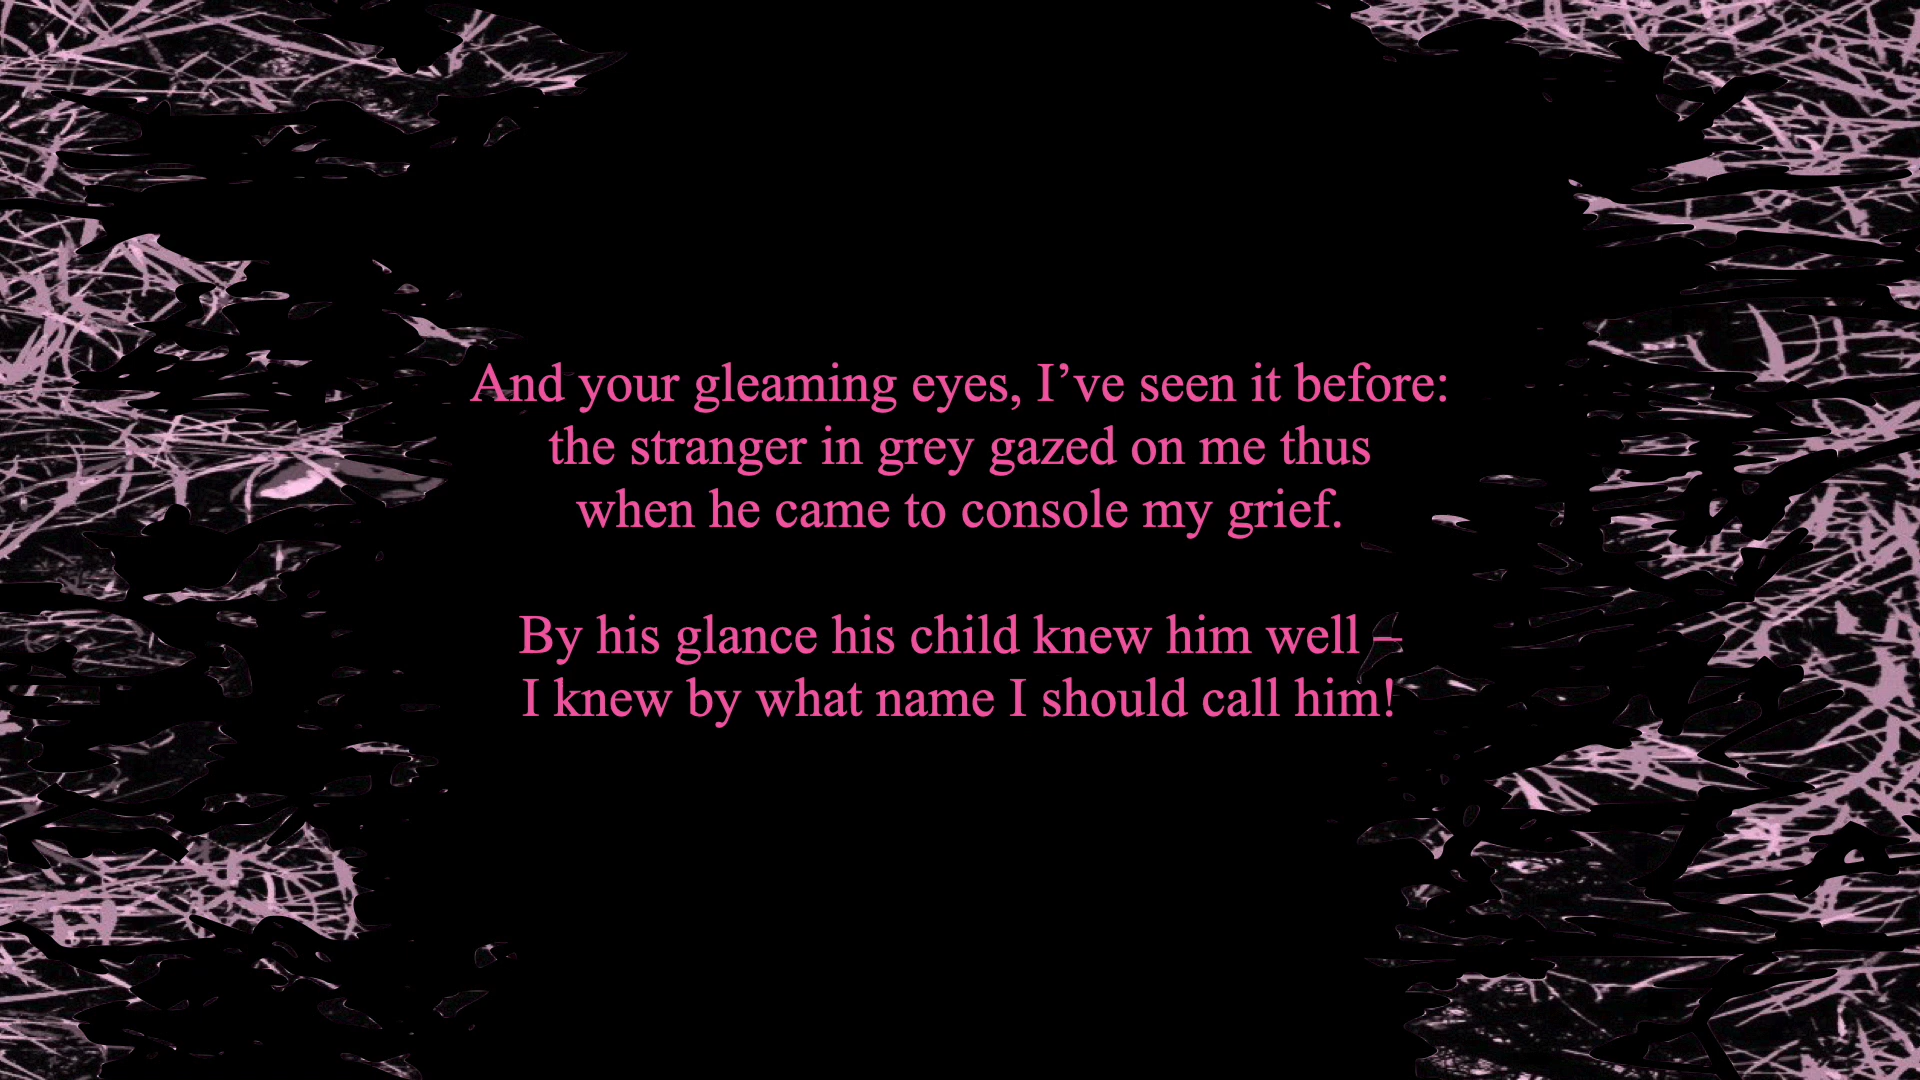 And your gleaming eyes, I’ve seen it before:
the stranger in grey gazed on me thus
when he came to console my grief.
By his glance his child knew him well –
I knew by what name I should call him!